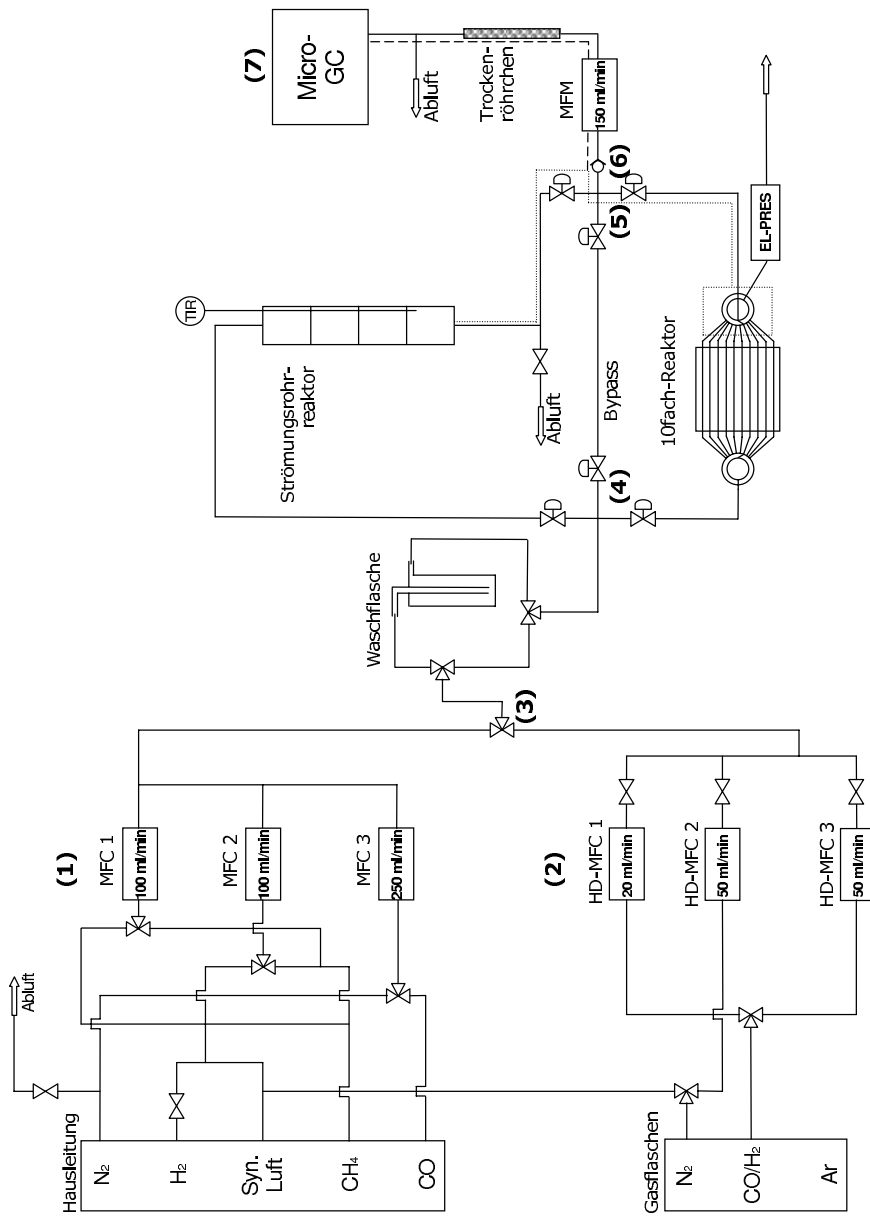 Hausleitung
N₂
H₂
Syn.
Luft
CH₄
CO
Abluft
(1)
MFC 1
100 ml/min
MFC 2
100 ml/min
MFC 3
250 ml/min
Gasflaschen
N₂
CO/H₂
Ar
(2)
HD-MFC 1
20 ml/min
HD-MFC 2
50 ml/min
HD-MFC 3
50 ml/min
(3)
Waschflasche
(4)
Bypass
(5)
(6)
Strömungsrohr-
reaktor
TIR
Abluft
10fach-Reaktor
EL-PRES
MFM
150 ml/min
Trocken-
röhrchen
Abluft
(7)
Micro-
GC